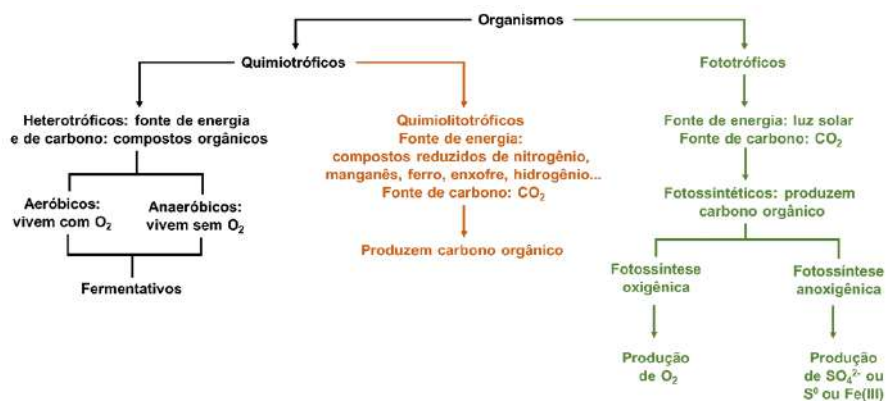 Organismos
Quimiotróficos
Fototróficos
Heterotróficos: fonte de energia
e de carbono: compostos orgânicos
Quimiolitotróficos
Fonte de energia:
compostos reduzidos de nitrogênio,
manganês, ferro, enxofre, hidrogênio...
Fonte de carbono: CO₂
Fonte de energia: luz solar
Fonte de carbono: CO₂
Aeróbicos:
vivem com O₂
Anaeróbicos:
vivem sem O₂
Fotossintéticos: produzem
carbono orgânico
Produzem carbono orgânico
Fermentativos
Fotossíntese
oxigênica
Fotossíntese
anoxigênica
Produção
de O₂
Produção
de SO₄²⁻ ou
S⁰ ou Fe(III)